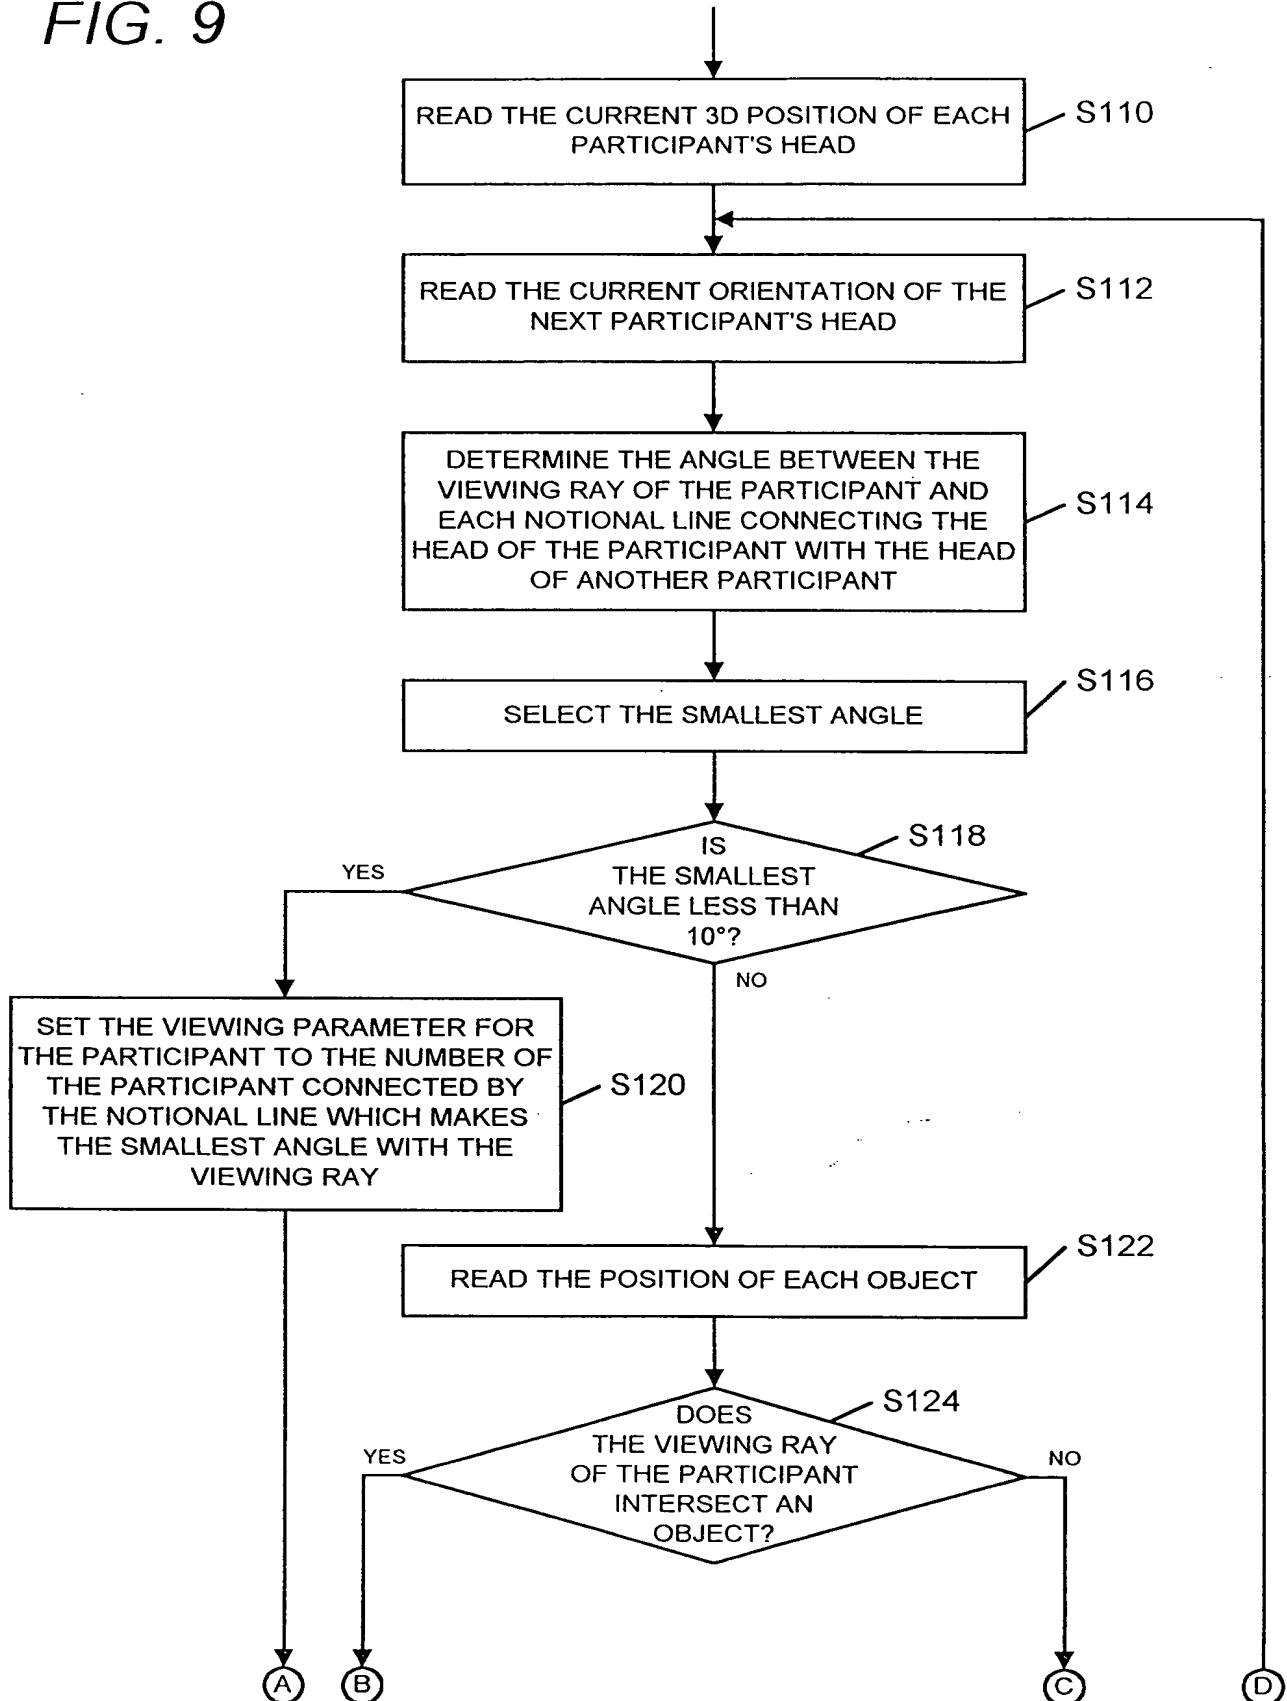 FIG. 9
READ THE CURRENT 3D POSITION OF EACH
PARTICIPANT'S HEAD
S110
READ THE CURRENT ORIENTATION OF THE
NEXT PARTICIPANT'S HEAD
S112
DETERMINE THE ANGLE BETWEEN THE
VIEWING RAY OF THE PARTICIPANT AND
EACH NOTIONAL LINE CONNECTING THE
HEAD OF THE PARTICIPANT WITH THE HEAD
OF ANOTHER PARTICIPANT
S114
SELECT THE SMALLEST ANGLE
S116
IS
THE SMALLEST
ANGLE LESS THAN
10°?
S118
YES
NO
SET THE VIEWING PARAMETER FOR
THE PARTICIPANT TO THE NUMBER OF
THE PARTICIPANT CONNECTED BY
THE NOTIONAL LINE WHICH MAKES
THE SMALLEST ANGLE WITH THE
VIEWING RAY
S120
READ THE POSITION OF EACH OBJECT
S122
DOES
THE VIEWING RAY
OF THE PARTICIPANT
INTERSECT AN
OBJECT?
S124
YES
NO
A
B
C
D